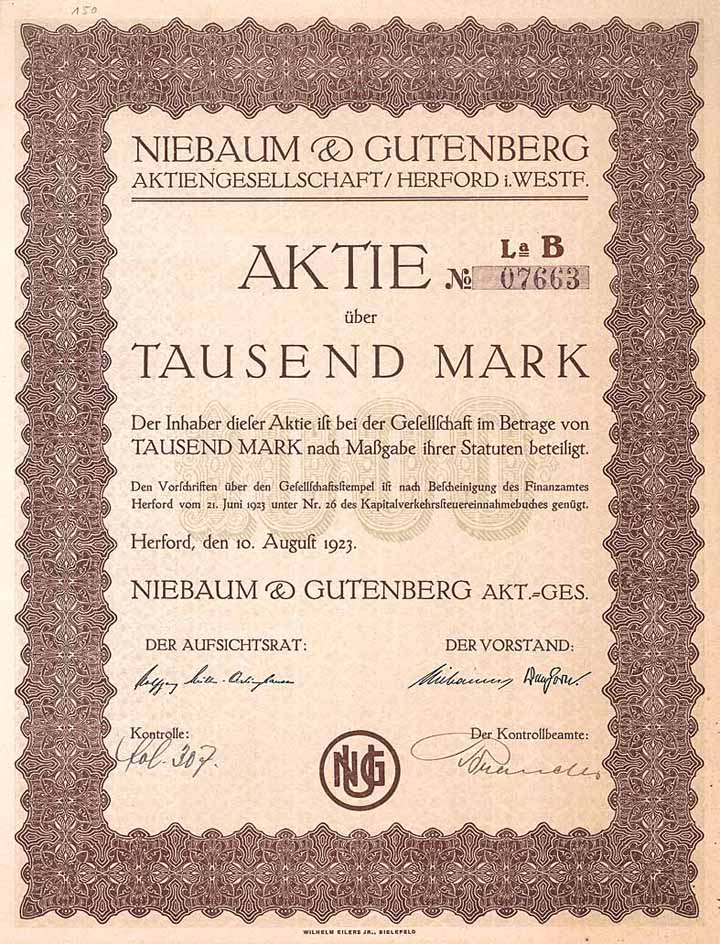 150
NIEBAUM & GUTENBERG
AKTIENGESELLSCHAFT / HERFORD i. WESTF.
AKTIE
La B
No 07663
über
TAUSEND MARK
1000
Der Inhaber dieser Aktie ist bei der Gesellschaft im Betrage von
TAUSEND MARK nach Maßgabe ihrer Statuten beteiligt.
Den Vorschriften über den Gesellschaftsstempel ist nach Bescheinigung des Finanzamtes
Herford vom 21. Juni 1923 unter Nr. 26 des Kapitalverkehrssteuereinnahmebuches genügt.
Herford, den 10. August 1923.
NIEBAUM & GUTENBERG AKT.=GES.
DER AUFSICHTSRAT:
DER VORSTAND:
Kontrolle:
Fol. 307.
Der Kontrollbeamte:
NUG
WILHELM EILERS JR., BIELEFELD